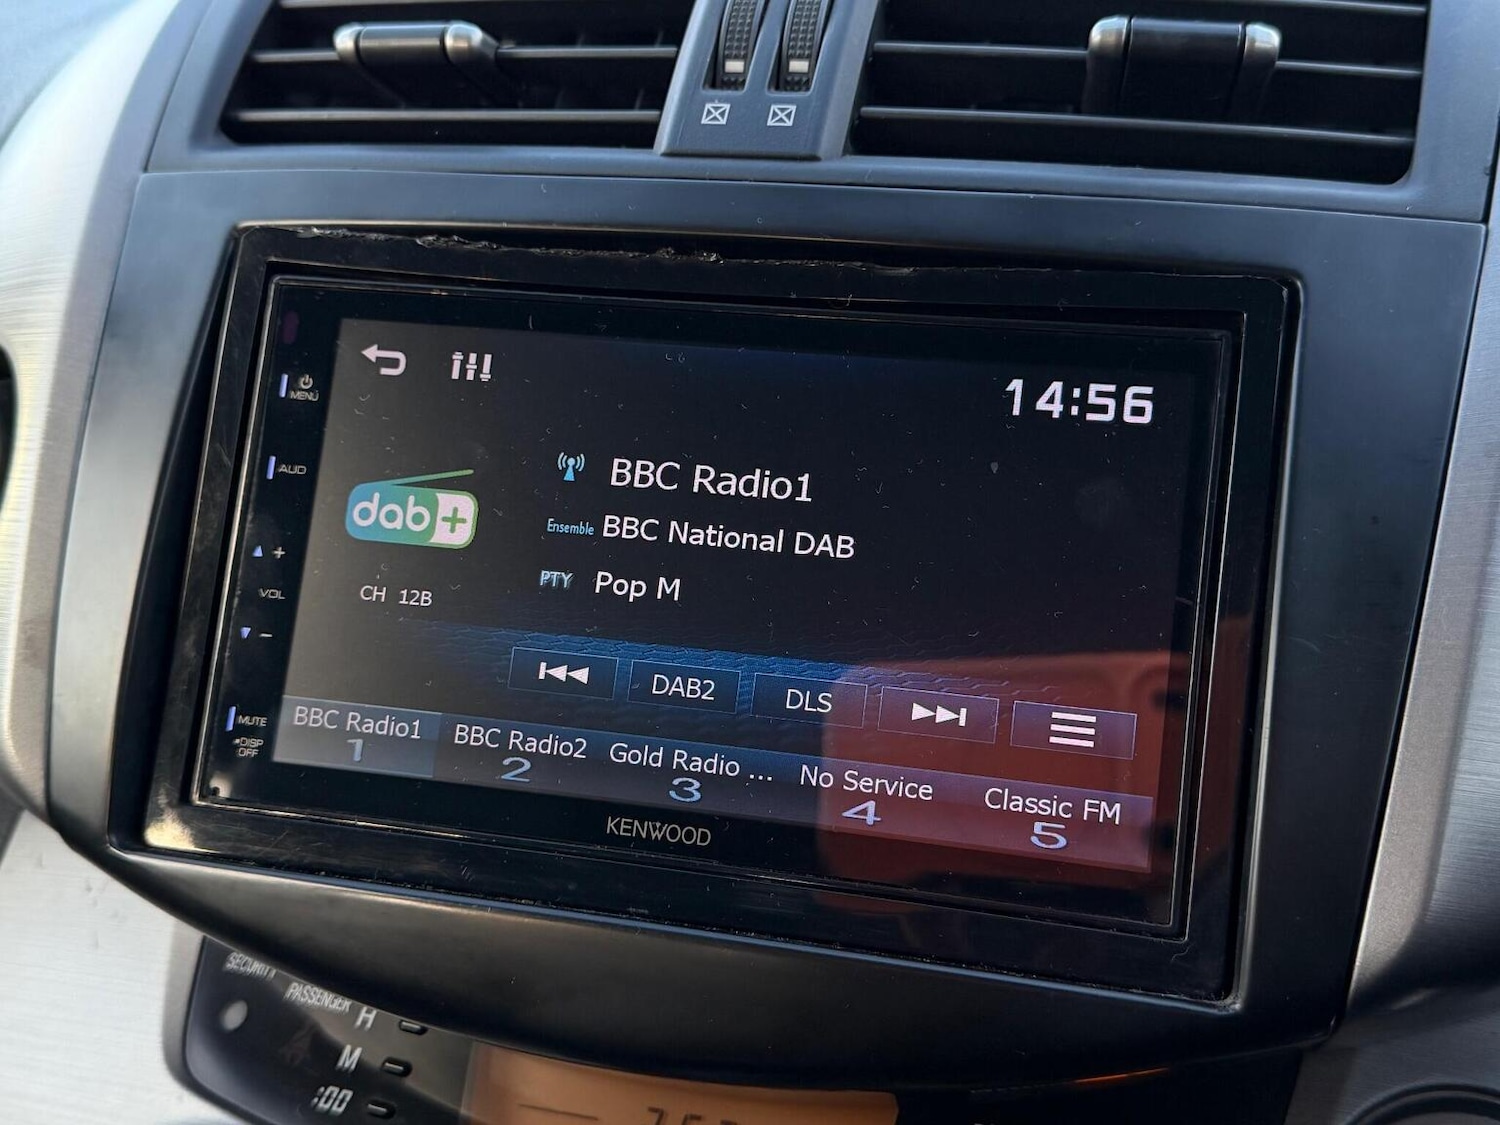 14:56
MENU
AUD
BBC Radio1
dab+
Ensemble BBC National DAB
PTY Pop M
CH 12B
+
VOL
-
DAB2
DLS
MUTE
•DISP
OFF
BBC Radio1
1
BBC Radio2
2
Gold Radio ...
3
No Service
4
Classic FM
5
KENWOOD
SECURITY
PASSENGER
H
M
:00